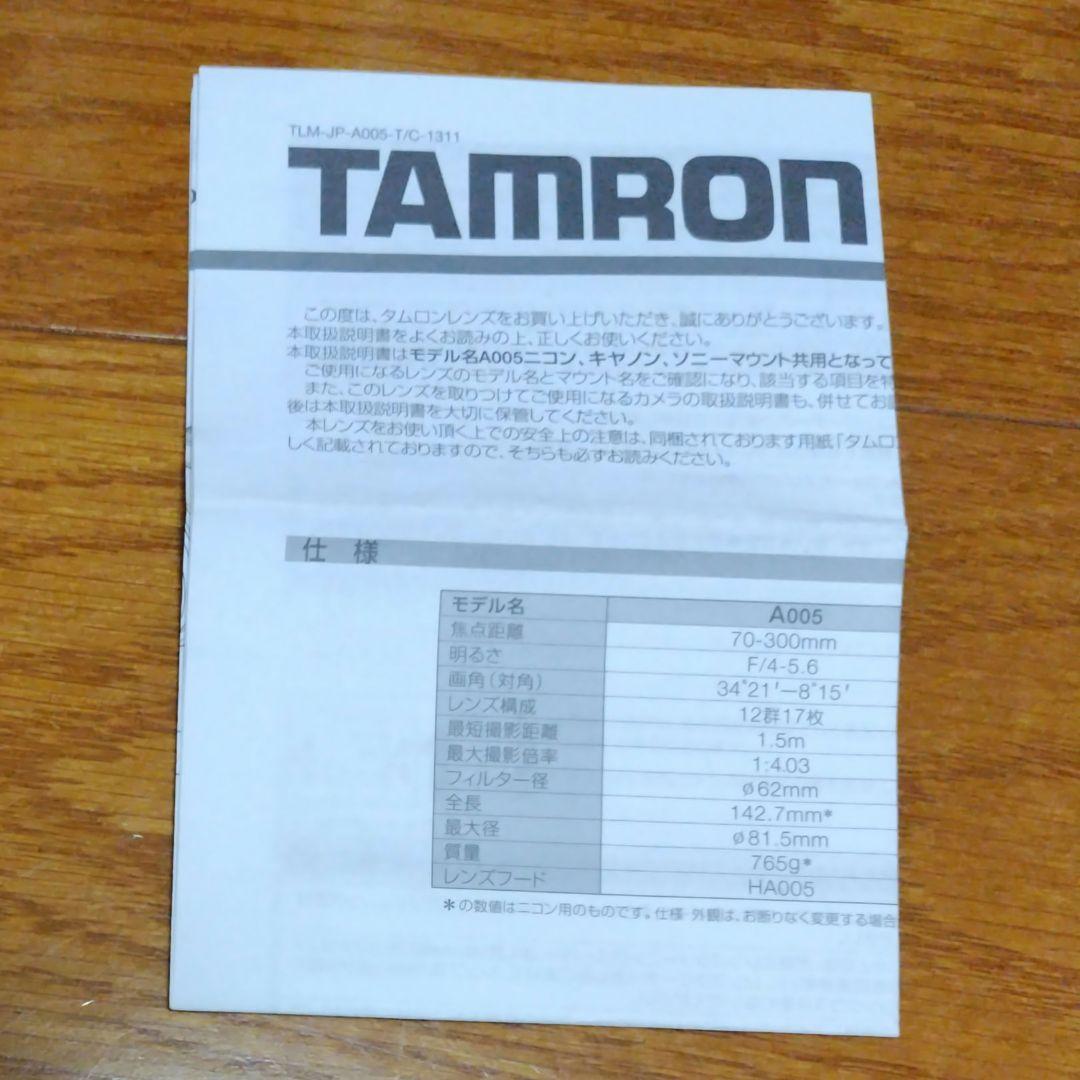 TLM-JP-A005-T/C-1311
TAMRON
この度は、タムロンレンズをお買い上げいただき、誠にありがとうございます。
本取扱説明書をよくお読みの上、正しくお使いください。
本取扱説明書はモデル名A005ニコン、キヤノン、ソニーマウント共用となって
ご使用になるレンズのモデル名とマウント名をご確認になり、該当する項目を特
また、このレンズを取りつけてご使用になるカメラの取扱説明書も、併せてお
後は本取扱説明書を大切に保管してください。
本レンズをお使い頂く上での安全上の注意は、同梱されております用紙「タムロ
しく記載されておりますので、そちらも必ずお読みください。
仕 様
モデル名 A005
焦点距離 70-300mm
明るさ F/4-5.6
画角(対角) 34°21'-8°15'
レンズ構成 12群17枚
最短撮影距離 1.5m
最大撮影倍率 1:4.03
フィルター径 ø62mm
全長 142.7mm*
最大径 ø81.5mm
質量 765g*
レンズフード HA005
*の数値はニコン用のものです。仕様・外観は、お断りなく変更する場合